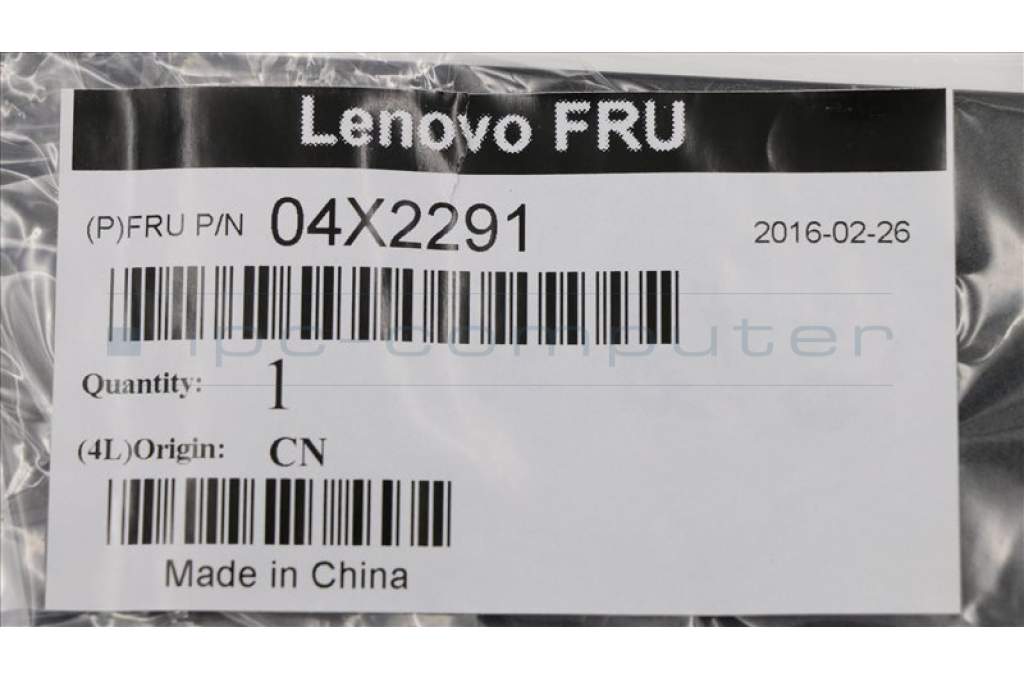 Lenovo FRU
(P)FRU P/N 04X2291 2016-02-26
ipc-computer
Quantity: 1
(4L)Origin: CN
Made in China